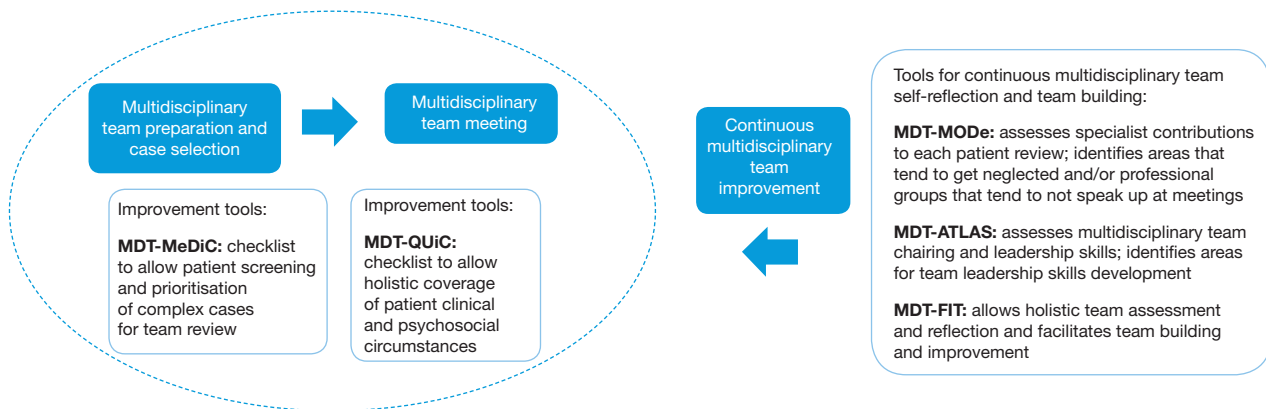 Multidisciplinary
team preparation and
case selection
Multidisciplinary
team meeting
Improvement tools:
MDT-MeDiC: checklist
to allow patient screening
and prioritisation
of complex cases
for team review
Improvement tools:
MDT-QUiC:
checklist to allow
holistic coverage
of patient clinical
and psychosocial
circumstances
Continuous
multidisciplinary
team
improvement
Tools for continuous multidisciplinary team
self-reflection and team building:
MDT-MODe: assesses specialist contributions
to each patient review; identifies areas that
tend to get neglected and/or professional
groups that tend to not speak up at meetings
MDT-ATLAS: assesses multidisciplinary team
chairing and leadership skills; identifies areas
for team leadership skills development
MDT-FIT: allows holistic team assessment
and reflection and facilitates team building
and improvement